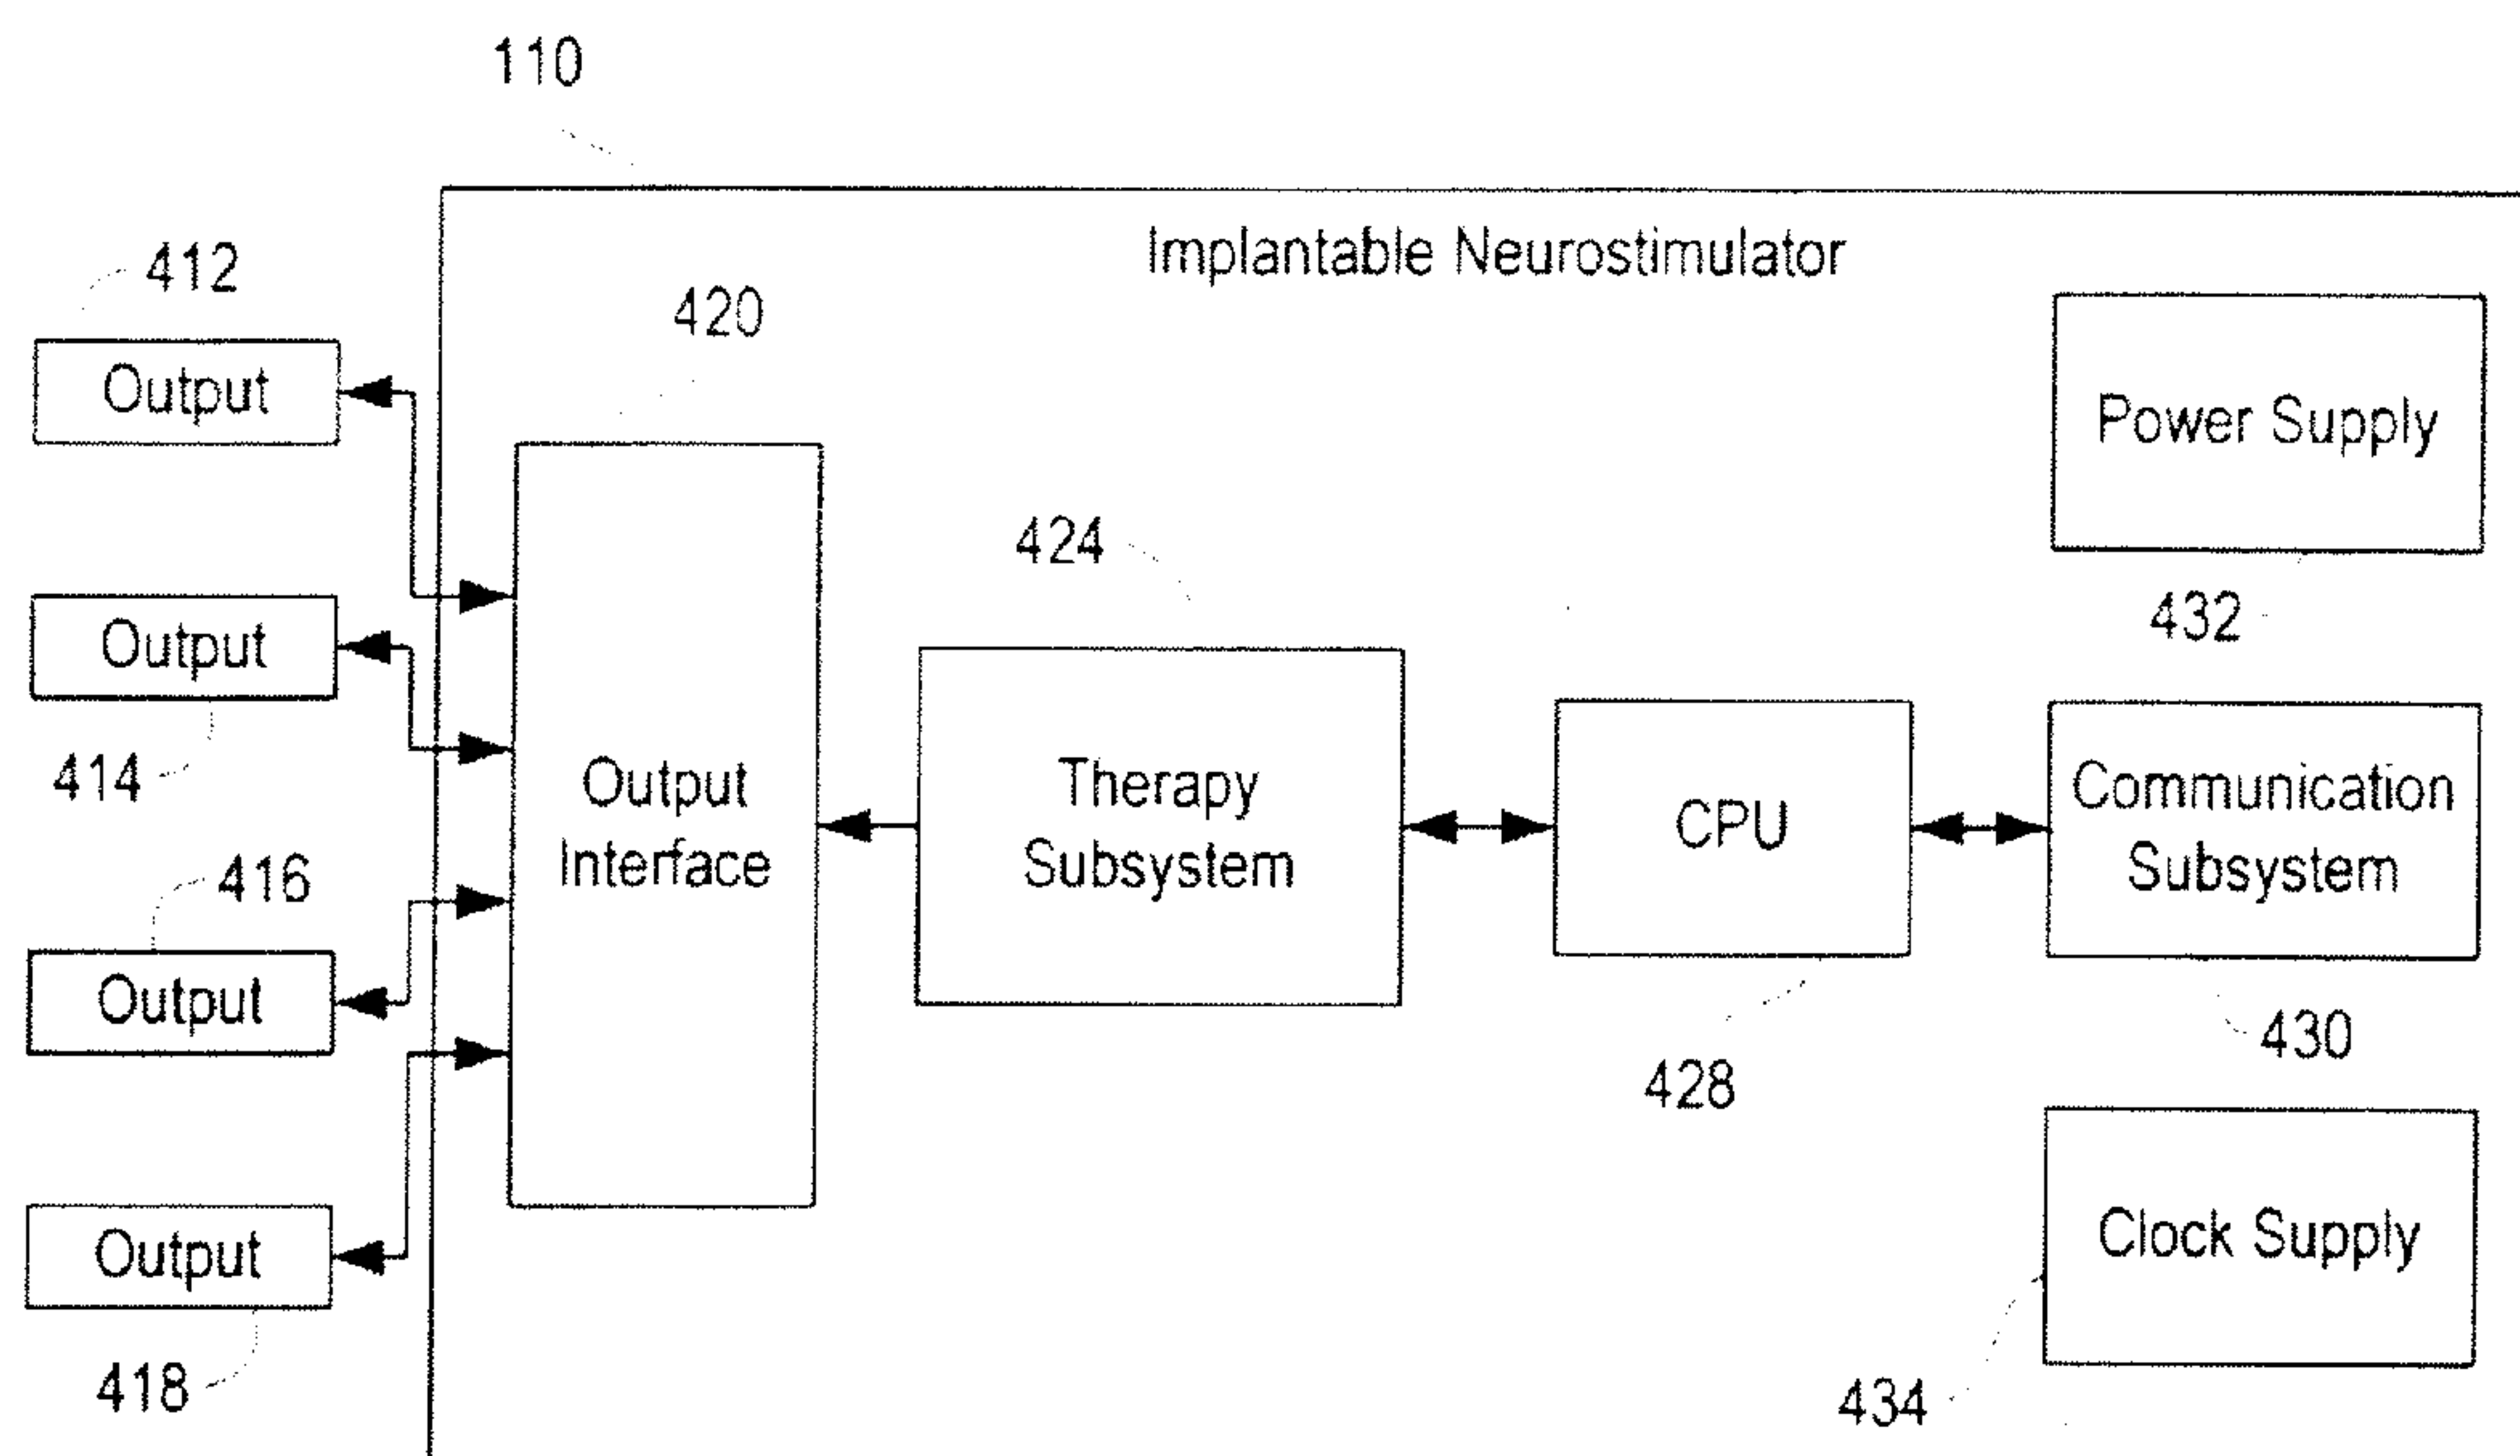 110
Implantable Neurostimulator
412
420
Output
Power Supply
424
432
Output
414
Output
Interface
Therapy
Subsystem
CPU
Communication
Subsystem
416
Output
430
428
Output
Clock Supply
418
434